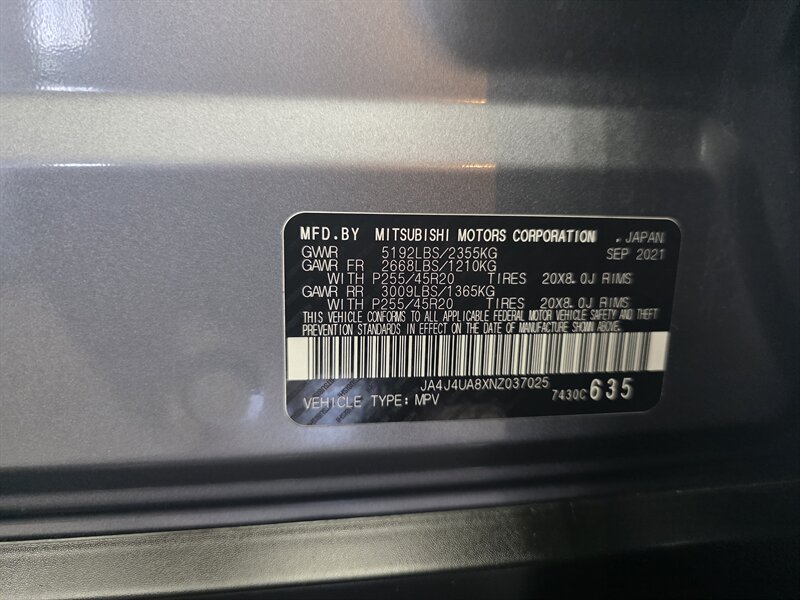 MFD.BY MITSUBISHI MOTORS CORPORATION .JAPAN
GVWR 5192LBS/2355KG SEP 2021
GAWR FR 2668LBS/1210KG
WITH P255/45R20 TIRES 20X8.0J RIMS
GAWR RR 3009LBS/1365KG
WITH P255/45R20 TIRES 20X8.0J RIMS
THIS VEHICLE CONFORMS TO ALL APPLICABLE FEDERAL MOTOR VEHICLE SAFETY AND THEFT
PREVENTION STANDARDS IN EFFECT ON THE DATE OF MANUFACTURE SHOWN ABOVE.
JA4J4UA8XNZ037025
VEHICLE TYPE: MPV 7430C 635